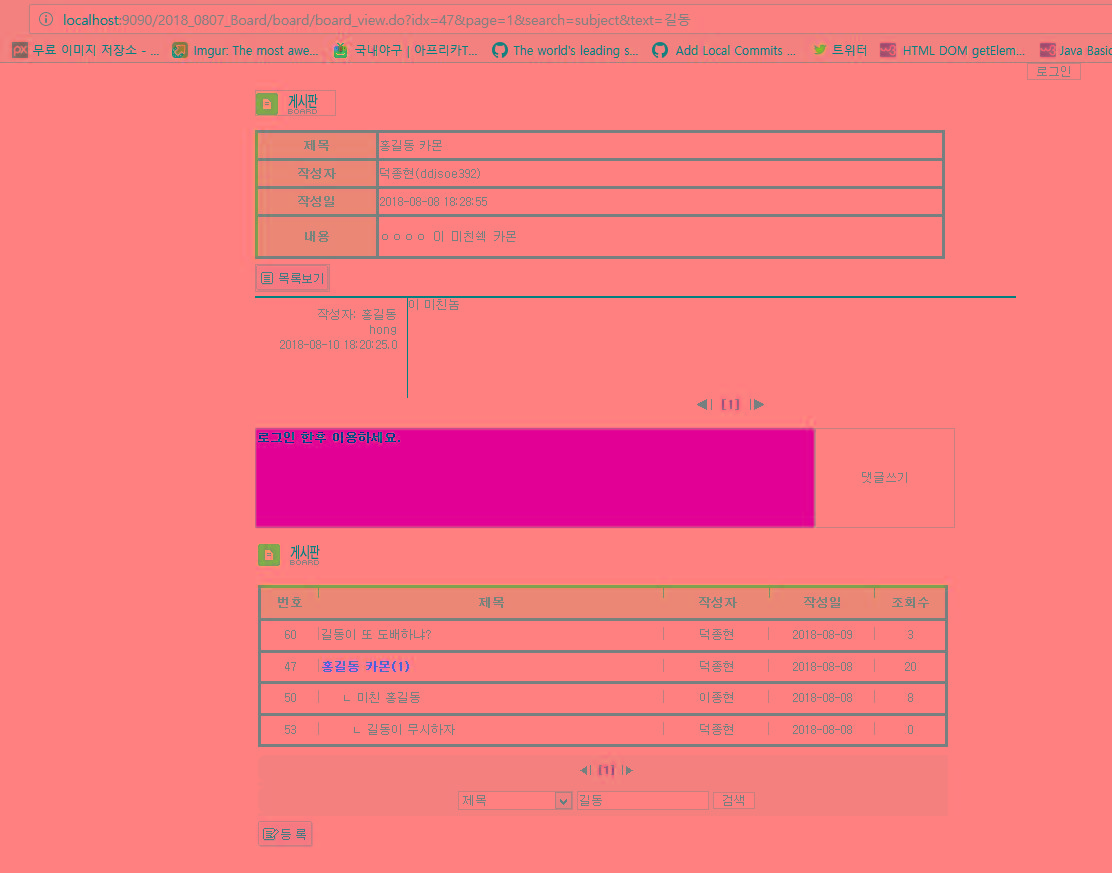 localhost:9090/2018_0807_Board/board/board_view.do?idx=47&page=1&search=subject&text=길동
무료 이미지 저장소 - ... Imgur: The most awe... 국내야구 | 아프리카T... The world's leading s... Add Local Commits ... 트위터 HTML DOM getElem... Java Basic
로그인
게시판
BOARD
제목 홍길동 카몬
작성자 덕종현(ddjsoe392)
작성일 2018-08-08 18:28:55
내용 ㅇㅇㅇㅇ 이 미친쉑 카몬
목록보기
작성자: 홍길동 이 미친놈
hong
2018-08-10 18:20:25.0
[1]
로그인 한후 이용하세요.
댓글쓰기
게시판
BOARD
번호 제목 작성자 작성일 조회수
60 길동이 또 도배하냐? 덕종현 2018-08-09 3
47 홍길동 카몬(1) 덕종현 2018-08-08 20
50 ㄴ 미친 홍길동 이종현 2018-08-08 8
53 ㄴ 길동이 무시하자 덕종현 2018-08-08 0
[1]
제목 길동 검색
등 록